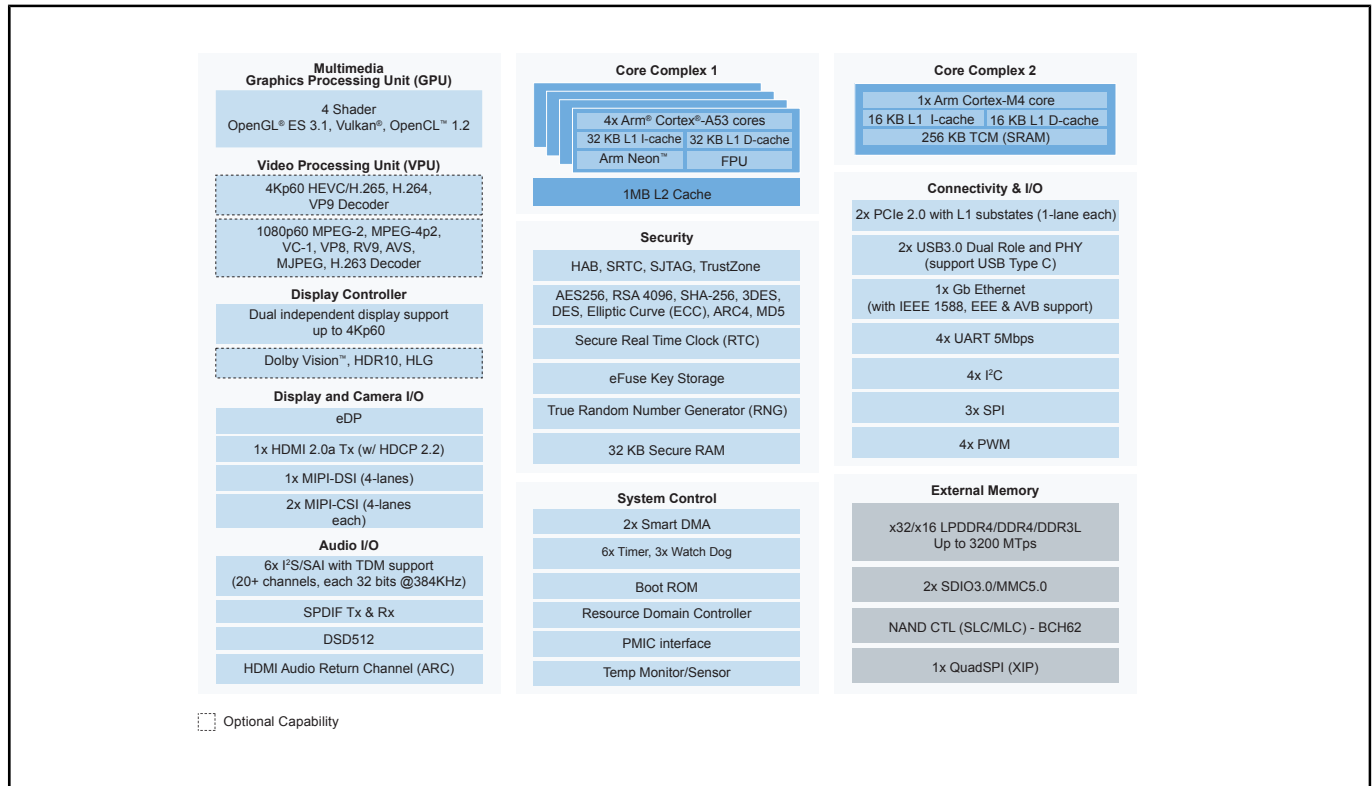 Multimedia
Graphics Processing Unit (GPU)
4 Shader
OpenGL® ES 3.1, Vulkan®, OpenCL™ 1.2
Video Processing Unit (VPU)
4Kp60 HEVC/H.265, H.264,
VP9 Decoder
1080p60 MPEG-2, MPEG-4p2,
VC-1, VP8, RV9, AVS,
MJPEG, H.263 Decoder
Display Controller
Dual independent display support
up to 4Kp60
Dolby Vision™, HDR10, HLG
Display and Camera I/O
eDP
1x HDMI 2.0a Tx (w/ HDCP 2.2)
1x MIPI-DSI (4-lanes)
2x MIPI-CSI (4-lanes
each)
Audio I/O
6x I²S/SAI with TDM support
(20+ channels, each 32 bits @384KHz)
SPDIF Tx & Rx
DSD512
HDMI Audio Return Channel (ARC)
Optional Capability
Core Complex 1
4x Arm® Cortex®-A53 cores
32 KB L1 I-cache
32 KB L1 D-cache
Arm Neon™
FPU
1MB L2 Cache
Security
HAB, SRTC, SJTAG, TrustZone
AES256, RSA 4096, SHA-256, 3DES,
DES, Elliptic Curve (ECC), ARC4, MD5
Secure Real Time Clock (RTC)
eFuse Key Storage
True Random Number Generator (RNG)
32 KB Secure RAM
System Control
2x Smart DMA
6x Timer, 3x Watch Dog
Boot ROM
Resource Domain Controller
PMIC interface
Temp Monitor/Sensor
Core Complex 2
1x Arm Cortex-M4 core
16 KB L1 I-cache
16 KB L1 D-cache
256 KB TCM (SRAM)
Connectivity & I/O
2x PCIe 2.0 with L1 substates (1-lane each)
2x USB3.0 Dual Role and PHY
(support USB Type C)
1x Gb Ethernet
(with IEEE 1588, EEE & AVB support)
4x UART 5Mbps
4x I²C
3x SPI
4x PWM
External Memory
x32/x16 LPDDR4/DDR4/DDR3L
Up to 3200 MTps
2x SDIO3.0/MMC5.0
NAND CTL (SLC/MLC) - BCH62
1x QuadSPI (XIP)